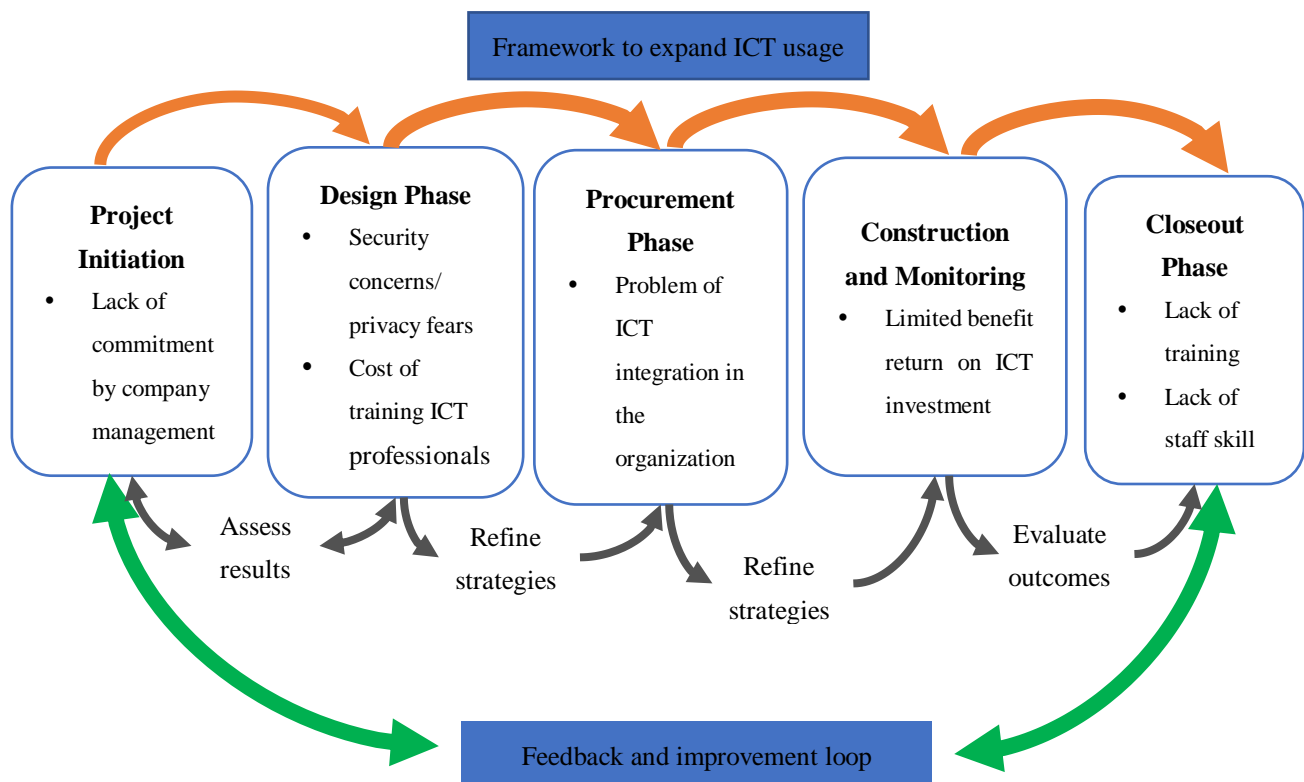 Framework to expand ICT usage
Project
Initiation
• Lack of
commitment
by company
management
Design Phase
• Security
concerns/
privacy fears
• Cost of
training ICT
professionals
Procurement
Phase
• Problem of
ICT
integration in
the
organization
Construction
and Monitoring
• Limited benefit
return on ICT
investment
Closeout
Phase
• Lack of
training
• Lack of
staff skill
Assess
results
Refine
strategies
Refine
strategies
Evaluate
outcomes
Feedback and improvement loop